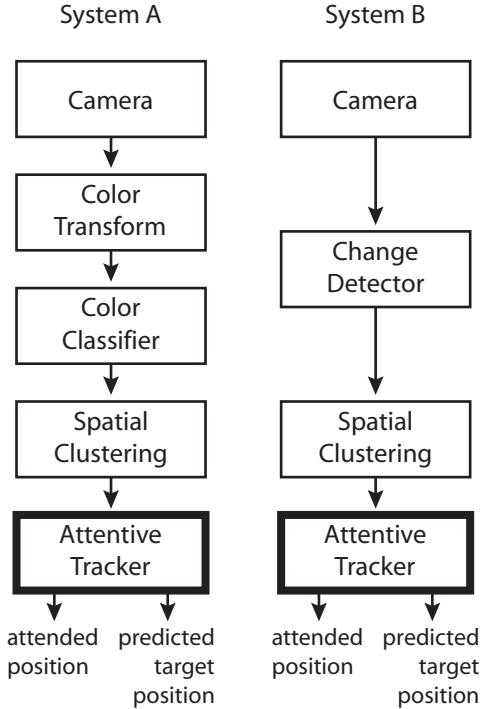 System A
Camera
Color
Transform
Color
Classifier
Spatial
Clustering
Attentive
Tracker
attended
position
predicted
target
position
System B
Camera
Change
Detector
Spatial
Clustering
Attentive
Tracker
attended
position
predicted
target
position